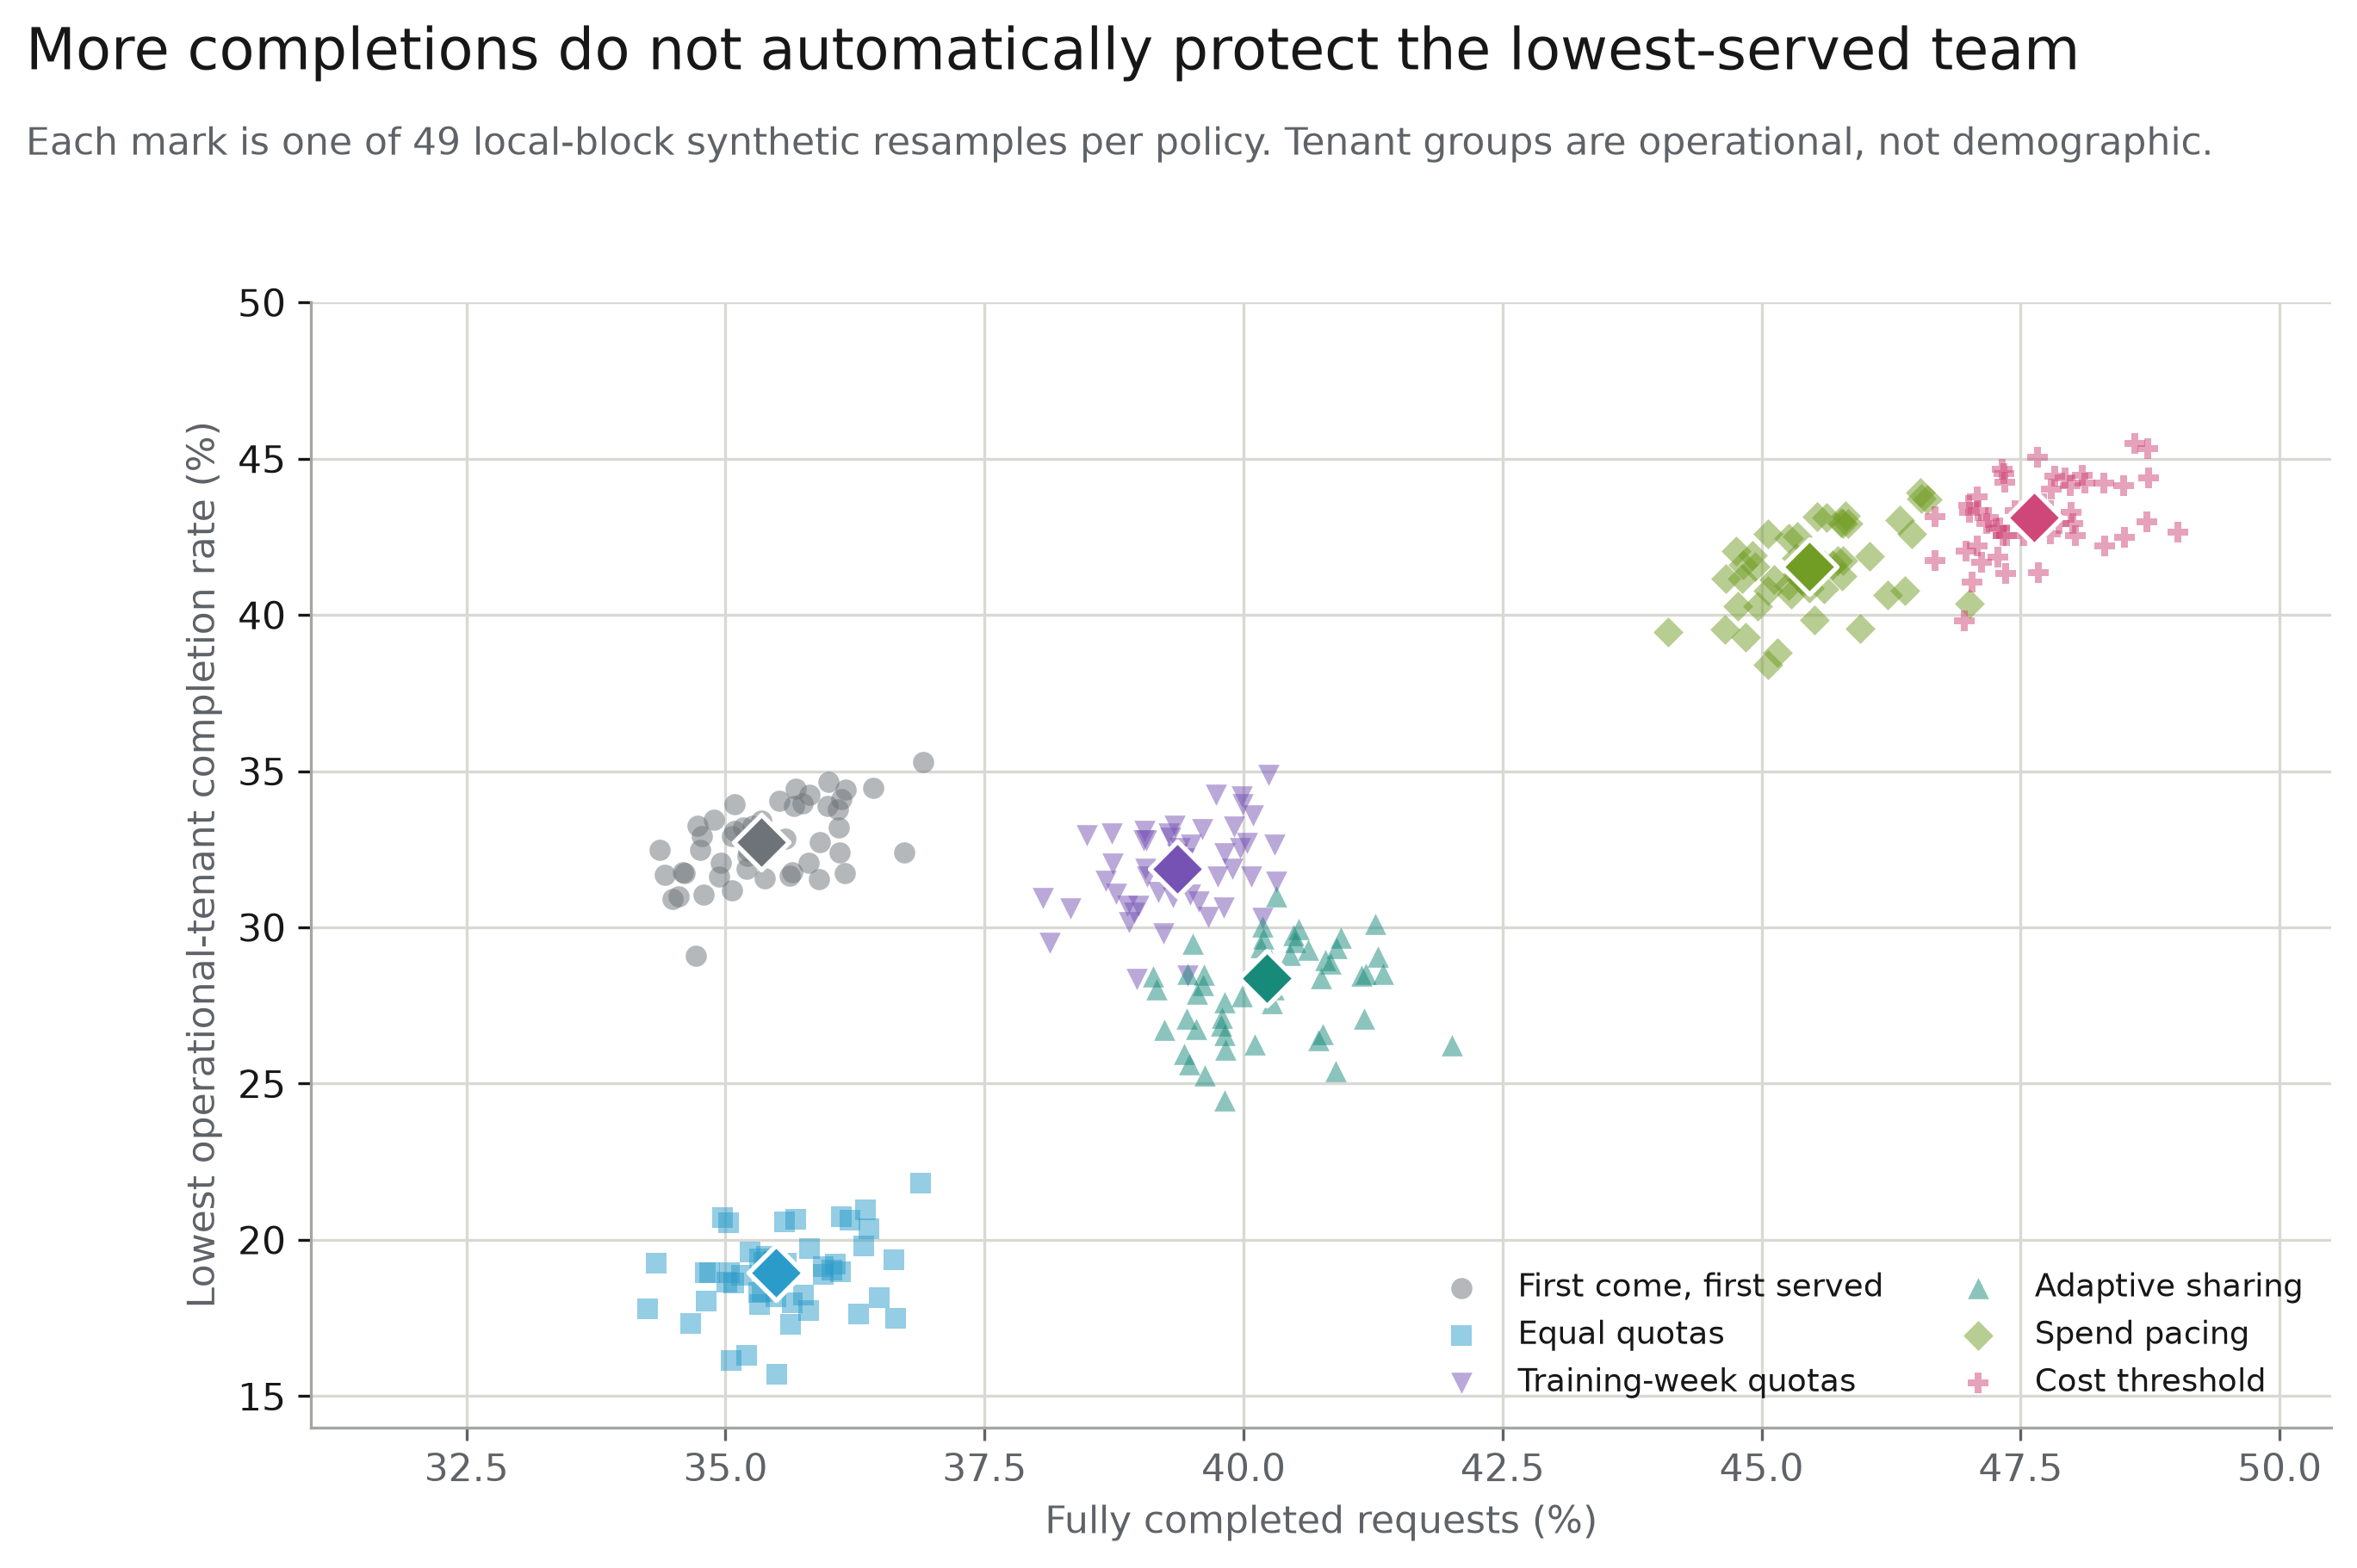 More completions do not automatically protect the lowest-served team
Each mark is one of 49 local-block synthetic resamples per policy. Tenant groups are operational, not demographic.
Lowest operational-tenant completion rate (%)
50
45
40
35
30
25
20
15
First come, first served
Equal quotas
Training-week quotas
Adaptive sharing
Spend pacing
Cost threshold
32.5 35.0 37.5 40.0 42.5 45.0 47.5 50.0
Fully completed requests (%)